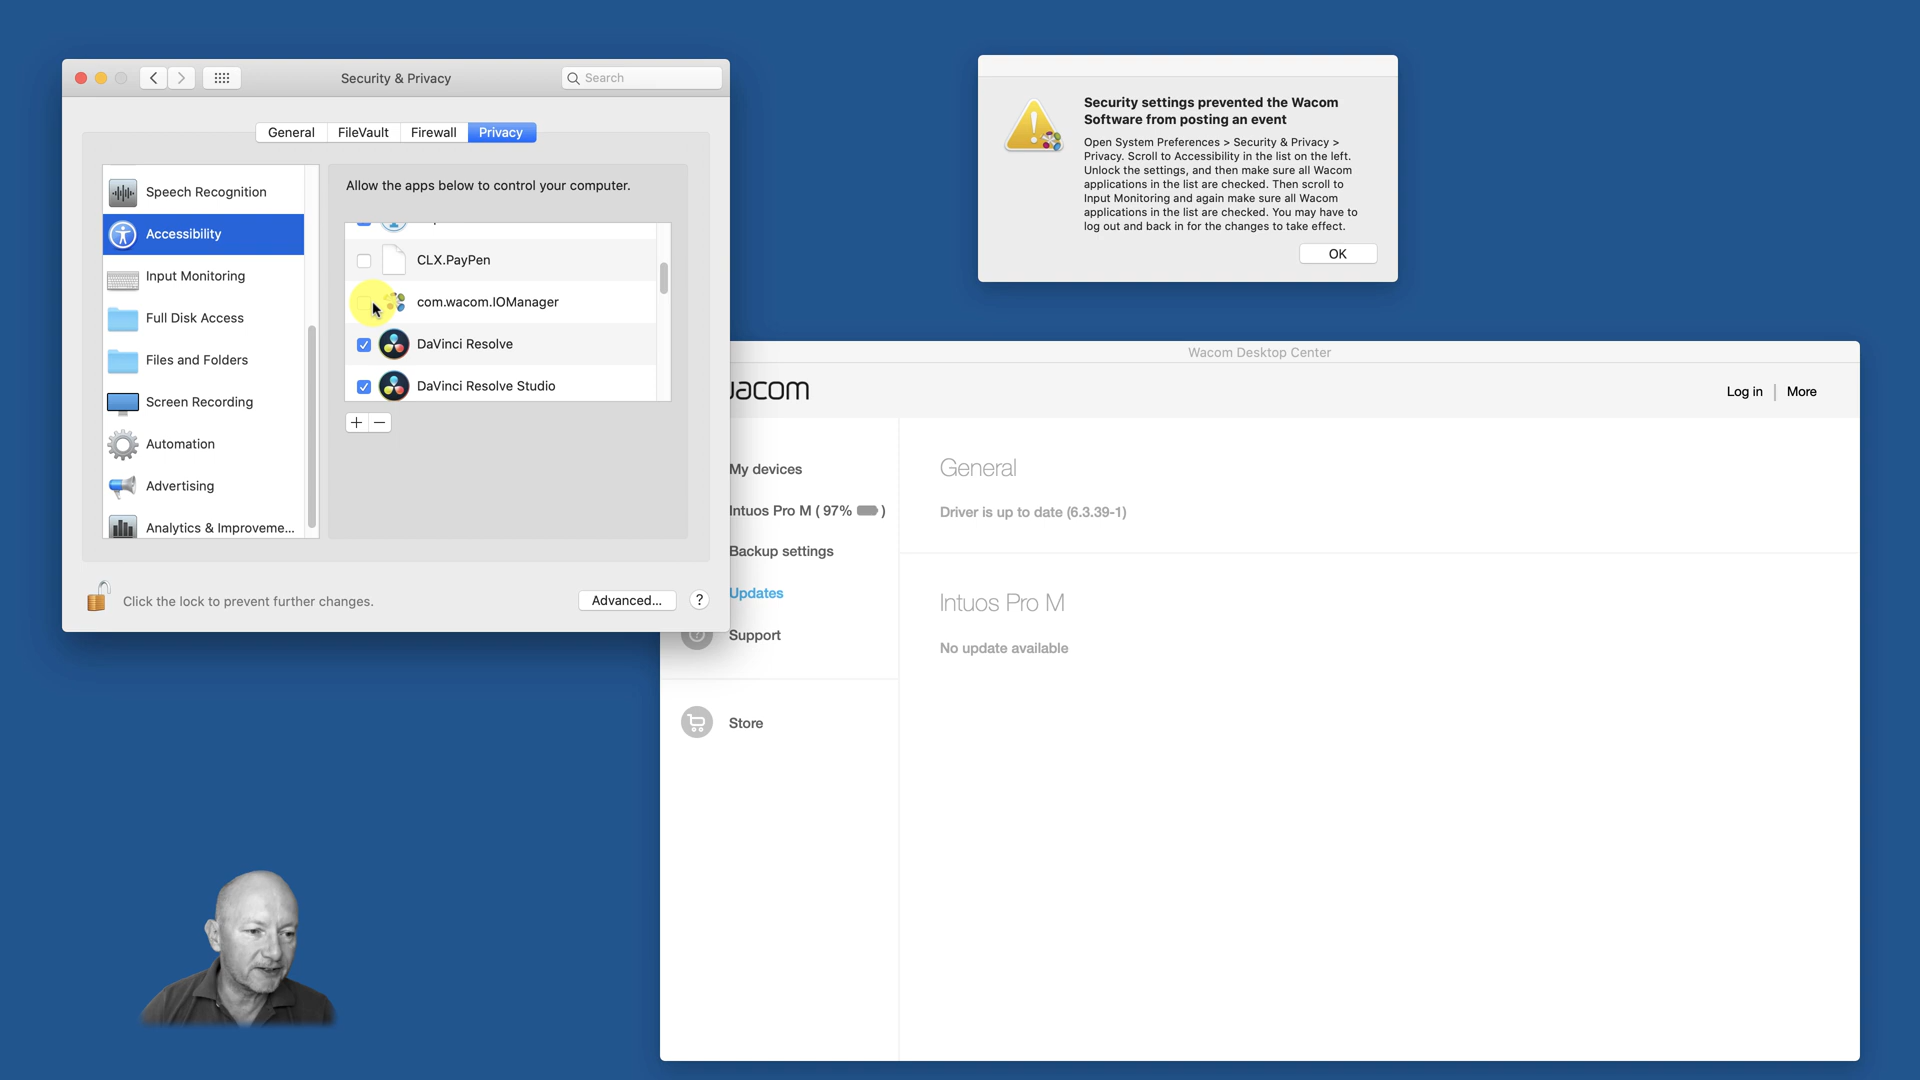 Security & Privacy
Search
General
FileVault
Firewall
Privacy
Speech Recognition
Accessibility
Input Monitoring
Full Disk Access
Files and Folders
Screen Recording
Automation
Advertising
Analytics & Improveme...
Allow the apps below to control your computer.
CLX.PayPen
com.wacom.IOManager
DaVinci Resolve
DaVinci Resolve Studio
+ −
Click the lock to prevent further changes.
Advanced...
?
Security settings prevented the Wacom
Software from posting an event
Open System Preferences > Security & Privacy >
Privacy. Scroll to Accessibility in the list on the left.
Unlock the settings, and then make sure all Wacom
applications in the list are checked. Then scroll to
Input Monitoring and again make sure all Wacom
applications in the list are checked. You may have to
log out and back in for the changes to take effect.
OK
Wacom Desktop Center
wacom
Log in | More
My devices
Intuos Pro M ( 97% )
Backup settings
Updates
Support
Store
General
Driver is up to date (6.3.39-1)
Intuos Pro M
No update available